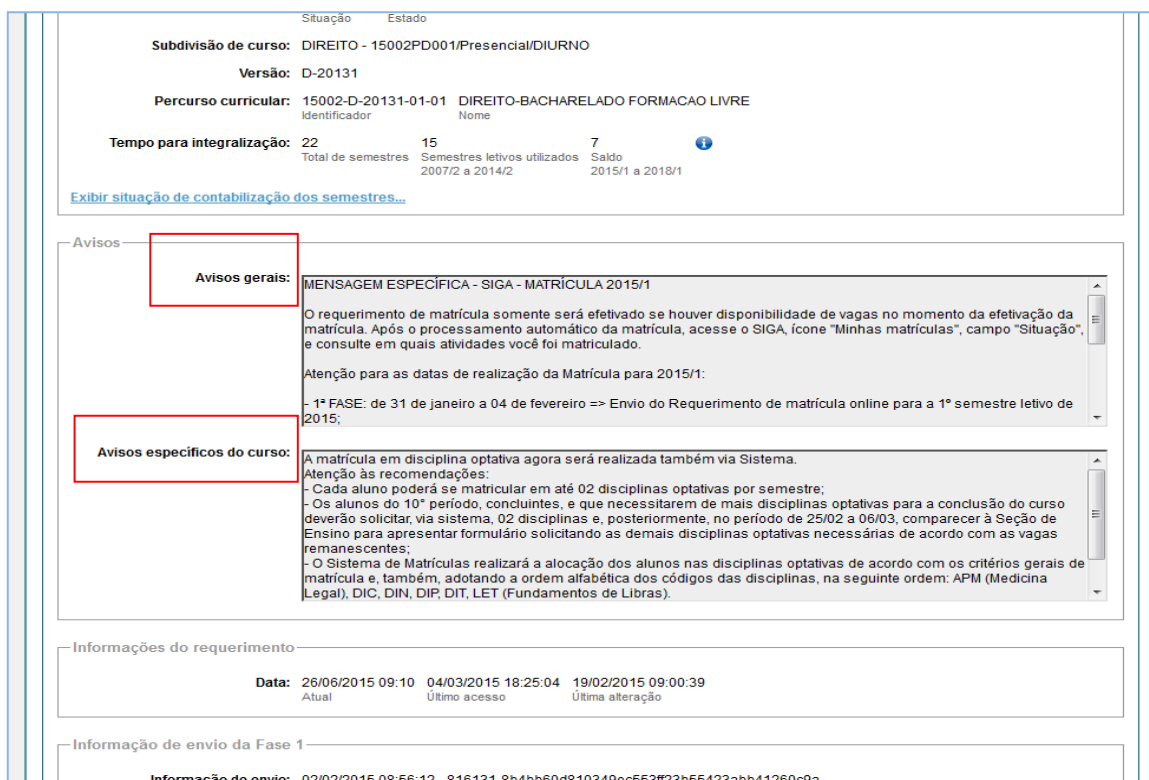 Situação Estado
Subdivisão de curso: DIREITO - 15002PD001/Presencial/DIURNO
Versão: D-20131
Percurso curricular: 15002-D-20131-01-01 DIREITO-BACHARELADO FORMACAO LIVRE
Identificador Nome
Tempo para integralização: 22 15 7
Total de semestres Semestres letivos utilizados Saldo
2007/2 a 2014/2 2015/1 a 2018/1
Exibir situação de contabilização dos semestres...
Avisos
Avisos gerais:
MENSAGEM ESPECÍFICA - SIGA - MATRÍCULA 2015/1
O requerimento de matrícula somente será efetivado se houver disponibilidade de vagas no momento da efetivação da
matrícula. Após o processamento automático da matrícula, acesse o SIGA, ícone "Minhas matrículas", campo "Situação",
e consulte em quais atividades você foi matriculado.
Atenção para as datas de realização da Matrícula para 2015/1:
- 1ª FASE: de 31 de janeiro a 04 de fevereiro => Envio do Requerimento de matrícula online para a 1º semestre letivo de
2015;
Avisos específicos do curso:
A matrícula em disciplina optativa agora será realizada também via Sistema.
Atenção às recomendações:
- Cada aluno poderá se matricular em até 02 disciplinas optativas por semestre;
- Os alunos do 10° período, concluintes, e que necessitarem de mais disciplinas optativas para a conclusão do curso
deverão solicitar, via sistema, 02 disciplinas e, posteriormente, no período de 25/02 a 06/03, comparecer à Seção de
Ensino para apresentar formulário solicitando as demais disciplinas optativas necessárias de acordo com as vagas
remanescentes;
- O Sistema de Matrículas realizará a alocação dos alunos nas disciplinas optativas de acordo com os critérios gerais de
matrícula e, também, adotando a ordem alfabética dos códigos das disciplinas, na seguinte ordem: APM (Medicina
Legal), DIC, DIN, DIP, DIT, LET (Fundamentos de Libras).
Informações do requerimento
Data: 26/06/2015 09:10 04/03/2015 18:25:04 19/02/2015 09:00:39
Atual Último acesso Última alteração
Informação de envio da Fase 1
Informação de envio: 02/02/2015 08:56:12